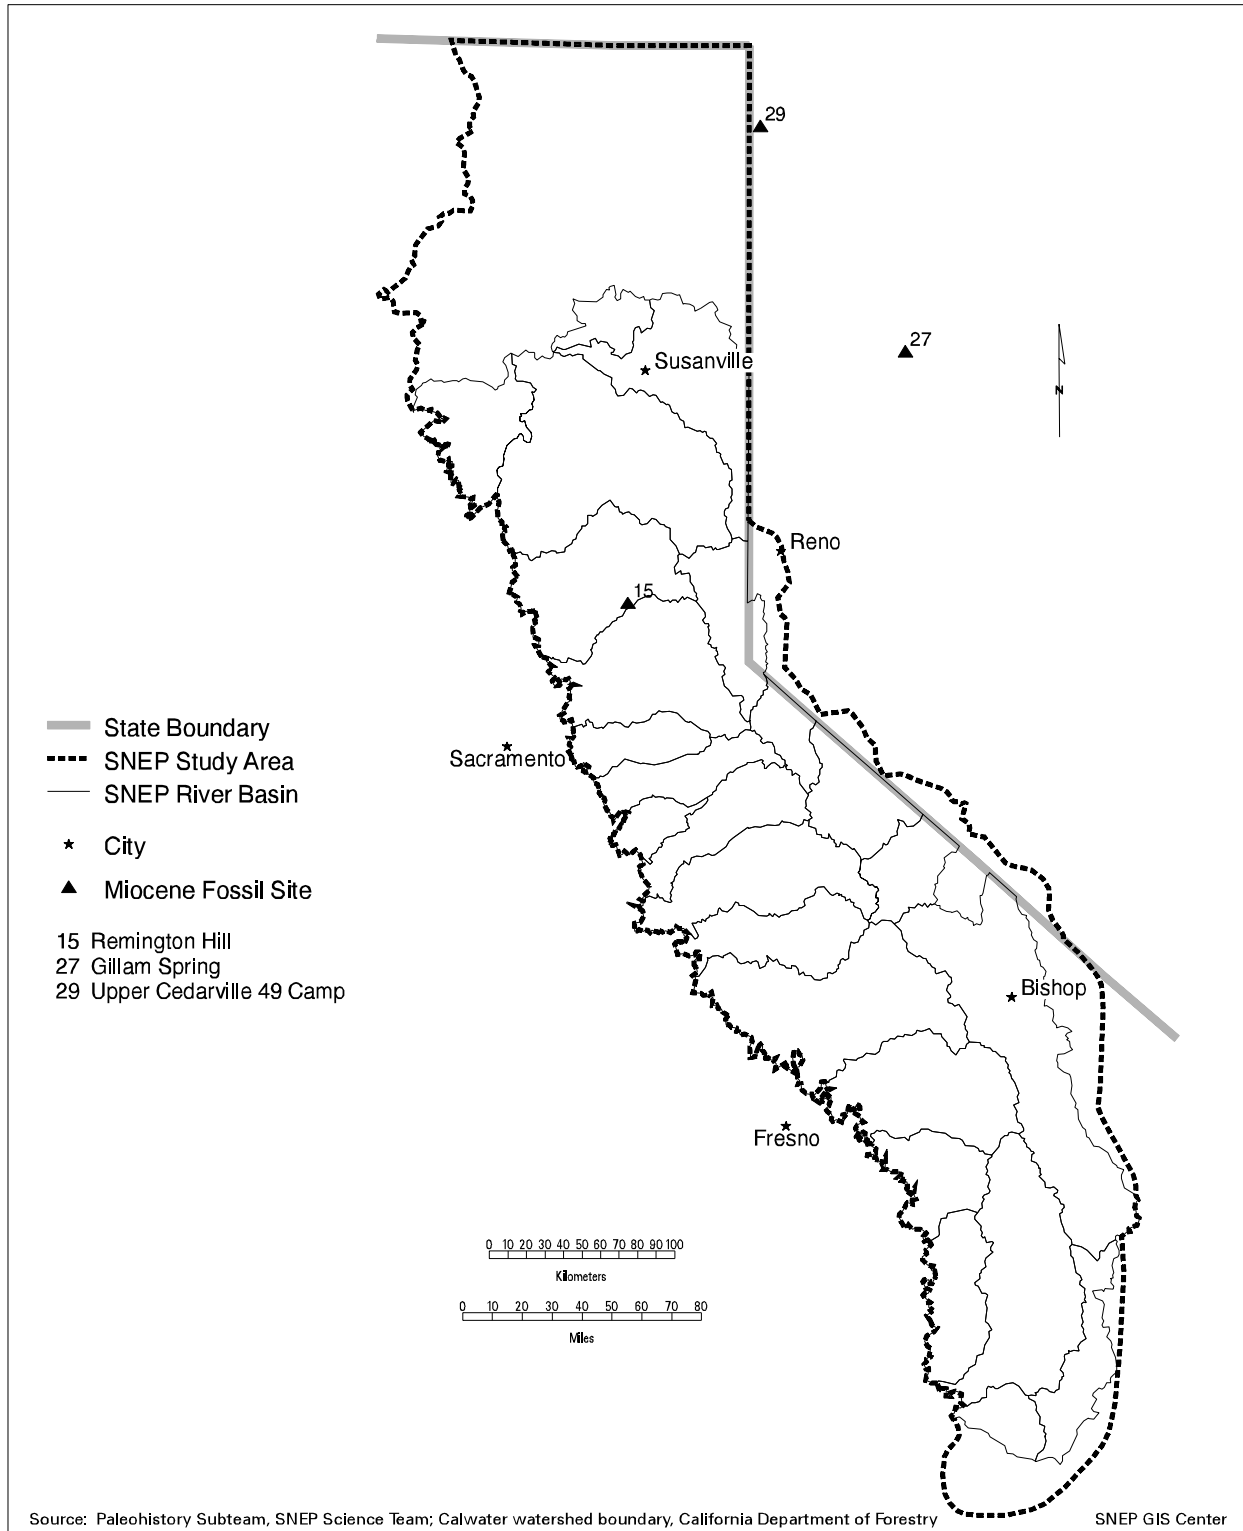 29
27
Susanville
Reno
15
State Boundary
SNEP Study Area
Sacramento
SNEP River Basin
City
Miocene Fossil Site
15 Remington Hill
27 Gillam Spring
29 Upper Cedarville 49 Camp
N
Bishop
Fresno
0 10 20 30 40 50 60 70 80 90 100
Kilometers
0 10 20 30 40 50 60 70 80
Miles
Source: Paleohistory Subteam, SNEP Science Team; Calwater watershed boundary, California Department of Forestry
SNEP GIS Center